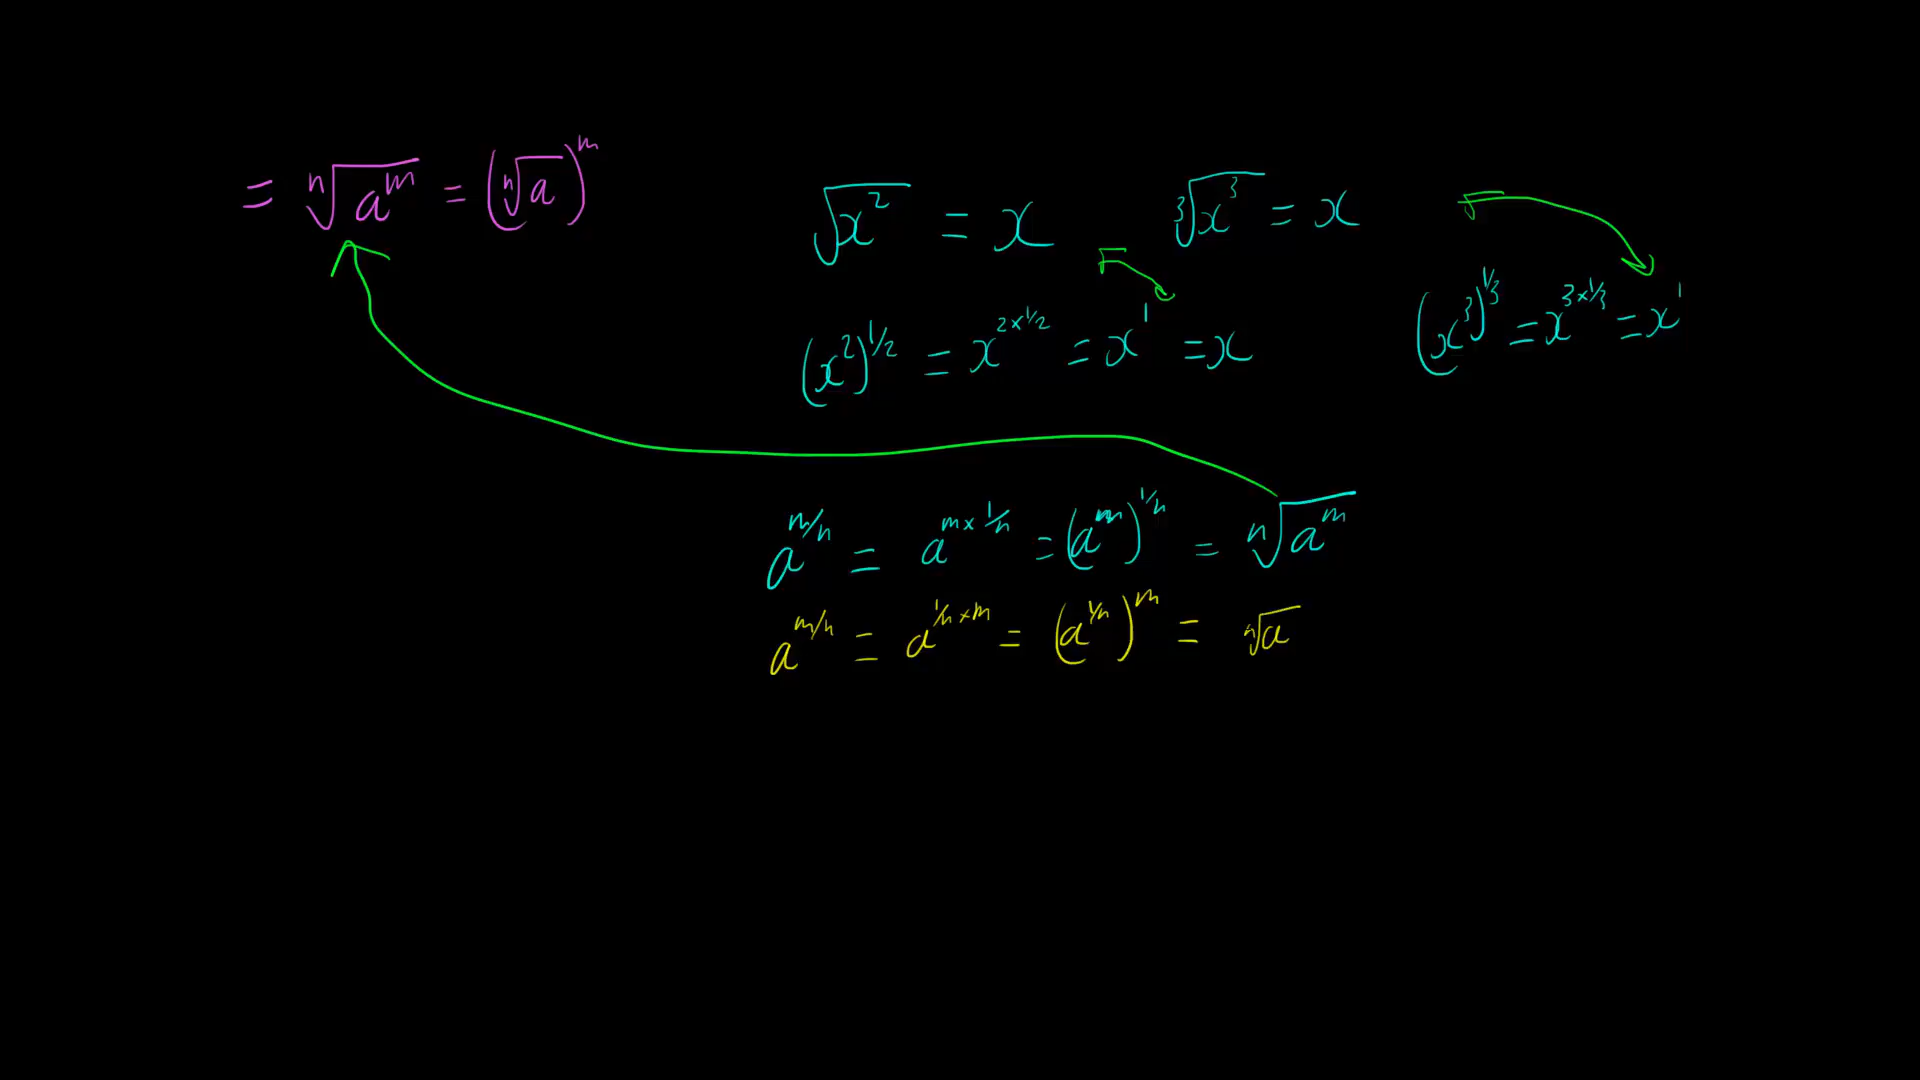 = ⁿ√(aᵐ) = (ⁿ√a)ᵐ
√(x²) = x
³√(x³) = x
(x²)^1/2 = x^2×1/2 = x¹ = x
(x³)^1/3 = x^3×1/3 = x¹
a^m/n = a^m×1/n = (aᵐ)^1/n = ⁿ√(aᵐ)
a^m/n = a^1/n×m = (a^1/n)ᵐ = ⁿ√a